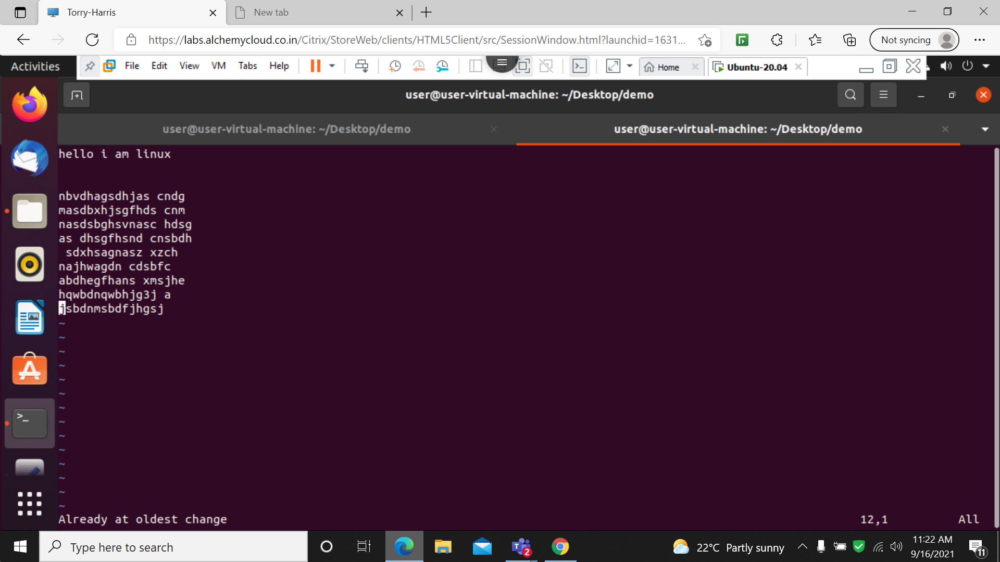 Torry-Harris
New tab
https://labs.alchemycloud.co.in/Citrix/StoreWeb/clients/HTML5Client/src/SessionWindow.html?launchid=1631...
Not syncing
Activities
File Edit View VM Tabs Help
Home
Ubuntu-20.04
user@user-virtual-machine: ~/Desktop/demo
user@user-virtual-machine: ~/Desktop/demo
user@user-virtual-machine: ~/Desktop/demo
hello i am linux
nbvdhagsdhjas cndg
masdbxhjsgfhds cnm
nasdsbghsvnasc hdsg
as dhsgfhsnd cnsbdh
sdxhsagnasz xzch
najhwagdn cdsbfc
abdhegfhans xmsjhe
hqwbdnqwbhjg3j a
jsbdnmsbdfjhgsj
~
~
~
~
~
~
~
~
~
~
~
~
~
~
Already at oldest change 12,1 All
Type here to search
2
22°C Partly sunny
11:22 AM
9/16/2021
11